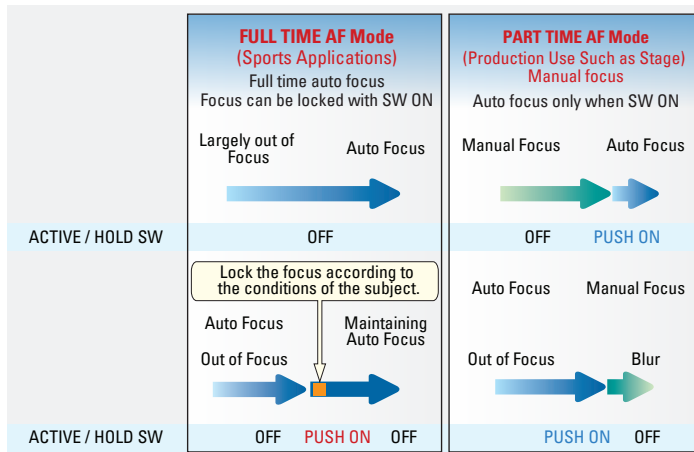 FULL TIME AF Mode
(Sports Applications)
Full time auto focus
Focus can be locked with SW ON
PART TIME AF Mode
(Production Use Such as Stage)
Manual focus
Auto focus only when SW ON
Largely out of
Focus
Auto Focus
Manual Focus
Auto Focus
ACTIVE / HOLD SW
OFF
OFF
PUSH ON
Lock the focus according to
the conditions of the subject.
Auto Focus
Out of Focus
Maintaining
Auto Focus
Auto Focus
Manual Focus
Out of Focus
Blur
ACTIVE / HOLD SW
OFF
PUSH ON
OFF
PUSH ON
OFF